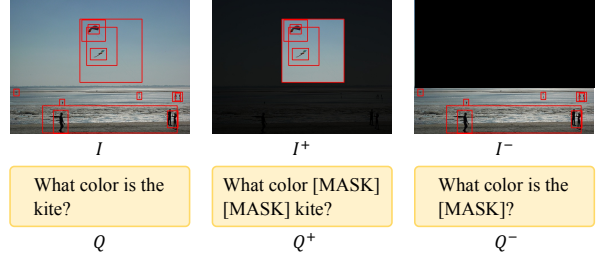 I
I⁺
I⁻
What color is the
kite?
What color [MASK]
[MASK] kite?
What color is the
[MASK]?
Q
Q⁺
Q⁻